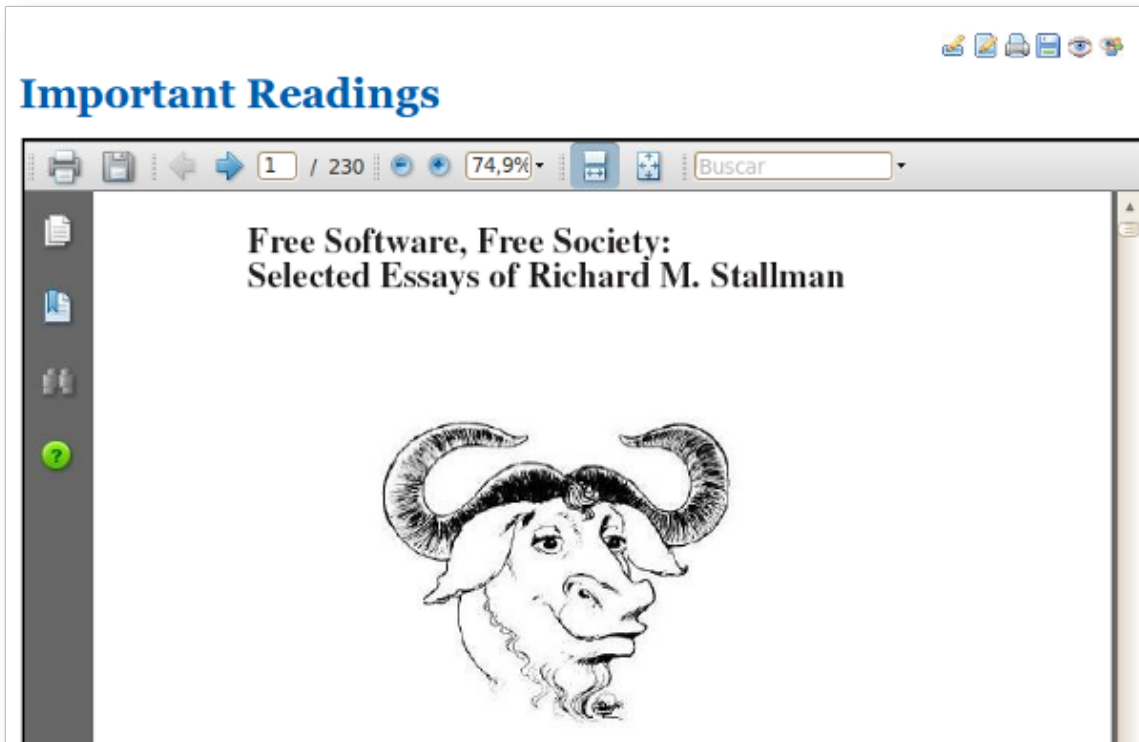 Important Readings
1 / 230 74,9% Buscar
Free Software, Free Society:
Selected Essays of Richard M. Stallman
?